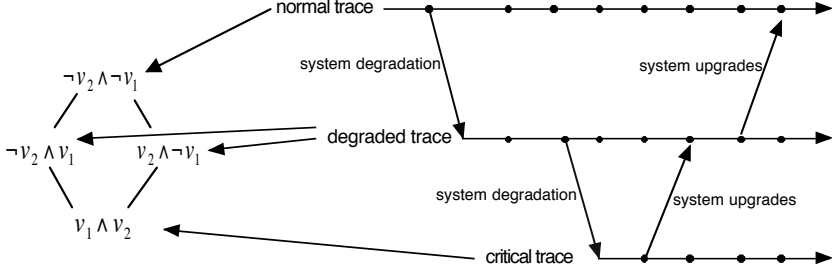 normal trace
system degradation
system upgrades
¬v₂ ∧ ¬v₁
degraded trace
¬v₂ ∧ v₁
v₂ ∧ ¬v₁
system degradation
system upgrades
v₁ ∧ v₂
critical trace